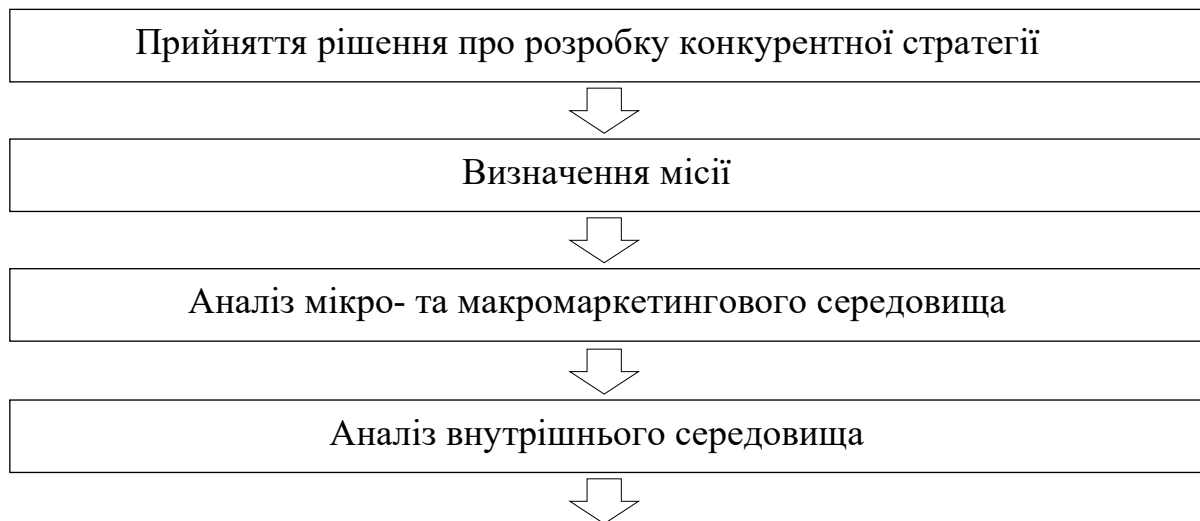 Прийняття рішення про розробку конкурентної стратегії
Визначення місії
Аналіз мікро- та макромаркетингового середовища
Аналіз внутрішнього середовища